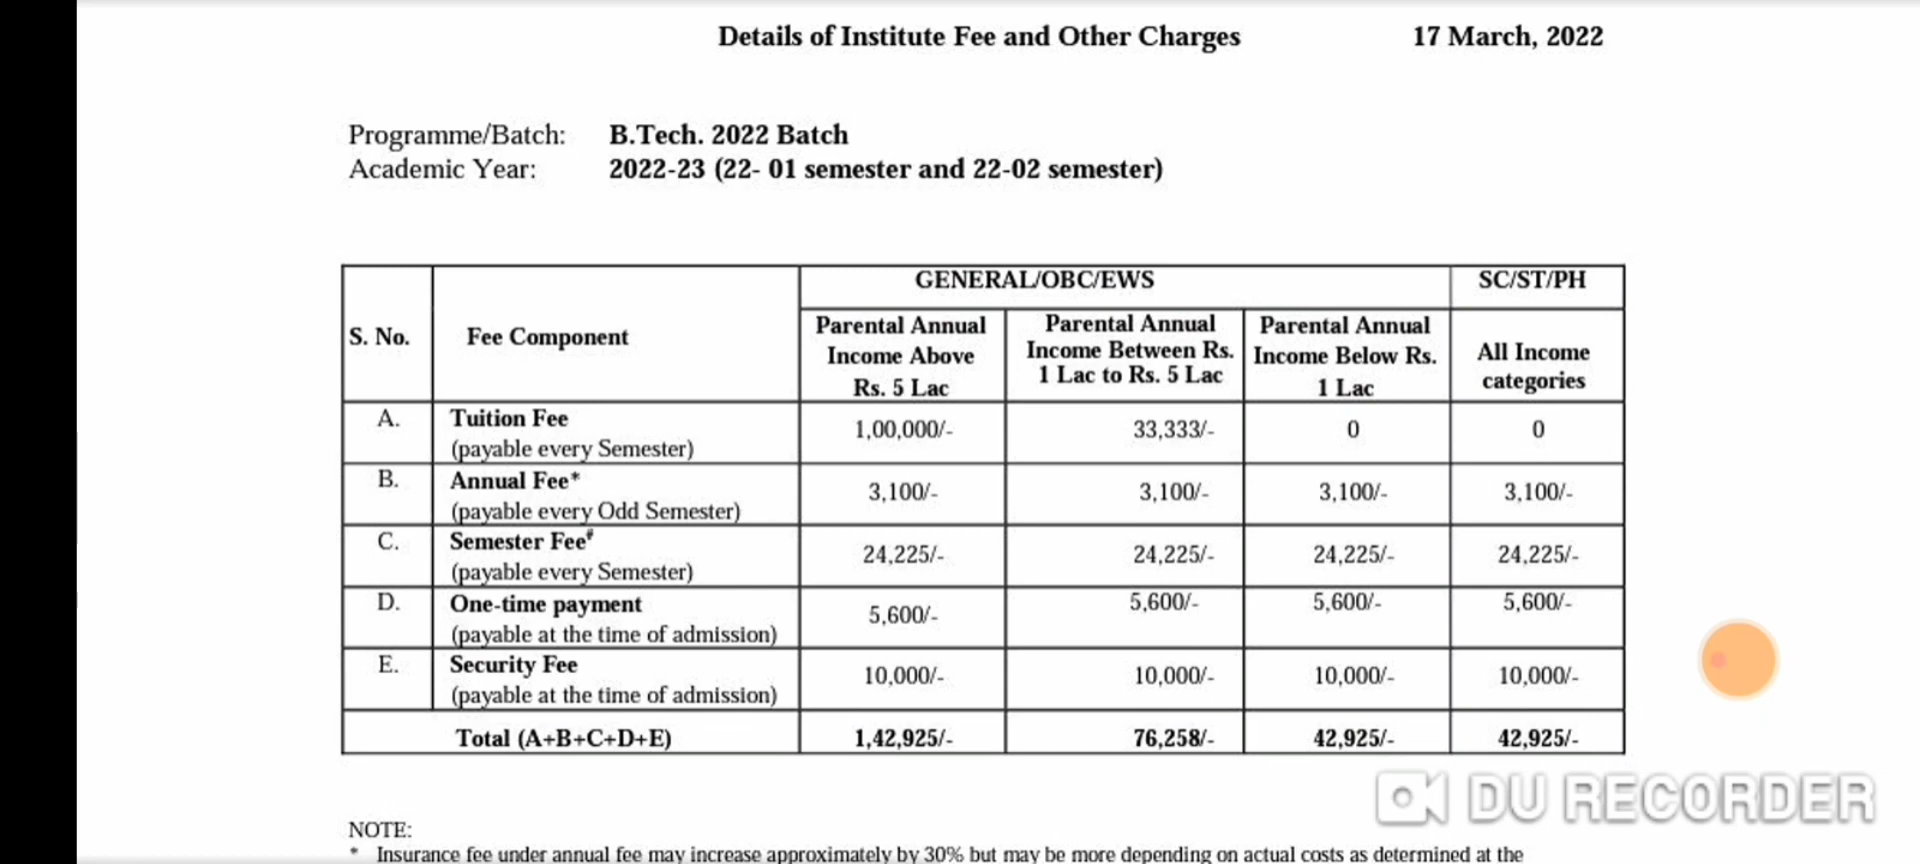 Details of Institute Fee and Other Charges 17 March, 2022
Programme/Batch: B.Tech. 2022 Batch
Academic Year: 2022-23 (22- 01 semester and 22-02 semester)
S. No. Fee Component GENERAL/OBC/EWS SC/ST/PH
Parental Annual Income Above Rs. 5 Lac Parental Annual Income Between Rs. 1 Lac to Rs. 5 Lac Parental Annual Income Below Rs. 1 Lac All Income categories
A. Tuition Fee 1,00,000/- 33,333/- 0 0
(payable every Semester)
B. Annual Fee* 3,100/- 3,100/- 3,100/- 3,100/-
(payable every Odd Semester)
C. Semester Fee# 24,225/- 24,225/- 24,225/- 24,225/-
(payable every Semester)
D. One-time payment 5,600/- 5,600/- 5,600/- 5,600/-
(payable at the time of admission)
E. Security Fee 10,000/- 10,000/- 10,000/- 10,000/-
(payable at the time of admission)
Total (A+B+C+D+E) 1,42,925/- 76,258/- 42,925/- 42,925/-
DU RECORDER
NOTE:
* Insurance fee under annual fee may increase approximately by 30% but may be more depending on actual costs as determined at the